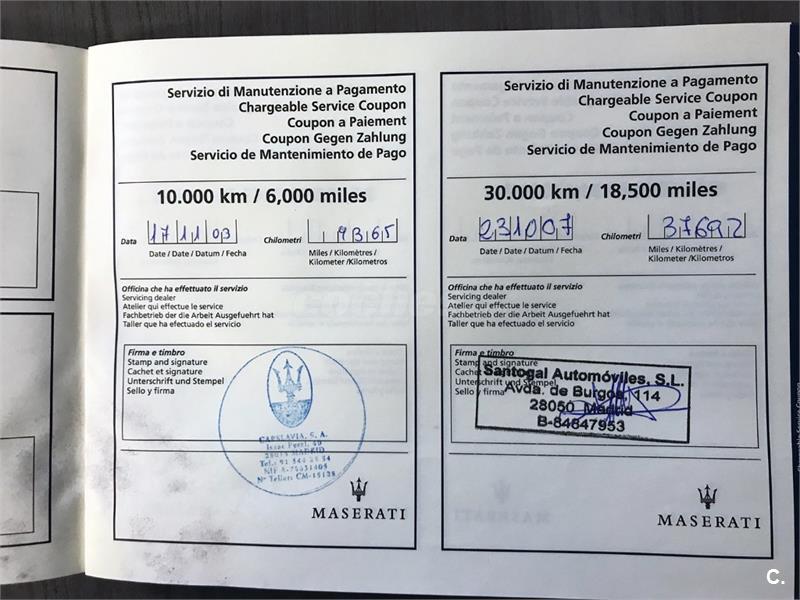 Servizio di Manutenzione a Pagamento
Chargeable Service Coupon
Coupon a Paiement
Coupon Gegen Zahlung
Servicio de Mantenimiento de Pago
10.000 km / 6,000 miles
Data 17 11 03 Chilometri
Date / Date / Datum / Fecha
Miles / Kilomètres /
Kilometer /Kilometros
Officina che ha effettuato il servizio
Servicing dealer
Atelier qui effectue le service
Fachbetrieb der die Arbeit Ausgefuehrt hat
Taller que ha efectuado el servicio
Firma e timbro
Stamp and signature
Cachet et signature
Unterschrift und Stempel
Sello y firma
CARSLAVIA, S. A.
Isaac Peral, 40
28015 MADRID
MASERATI
Servizio di Manutenzione a Pagamento
Chargeable Service Coupon
Coupon a Paiement
Coupon Gegen Zahlung
Servicio de Mantenimiento de Pago
30.000 km / 18,500 miles
Data 23 10 07 Chilometri 37692
Date / Date / Datum / Fecha
Miles / Kilomètres /
Kilometer /Kilometros
Officina che ha effettuato il servizio
Servicing dealer
Atelier qui effectue le service
Fachbetrieb der die Arbeit Ausgefuehrt hat
Taller que ha efectuado el servicio
Firma e timbro
Stamp and signature
Cachet et signature
Unterschrift und Stempel
Sello y firma
Santogal Automóviles, S.L.
Avda. de Burgos, 114
28050 Madrid
B-84647953
MASERATI
C.